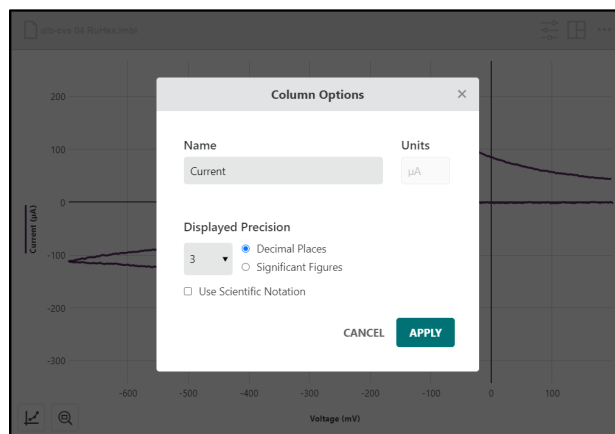 Column Options ×
Name
Units
Current
µA
Displayed Precision
3
Decimal Places
Significant Figures
Use Scientific Notation
CANCEL
APPLY
200
100
0
-100
-200
-300
Current (µA)
-600
-500
-400
-300
-200
-100
0
100
Voltage (mV)